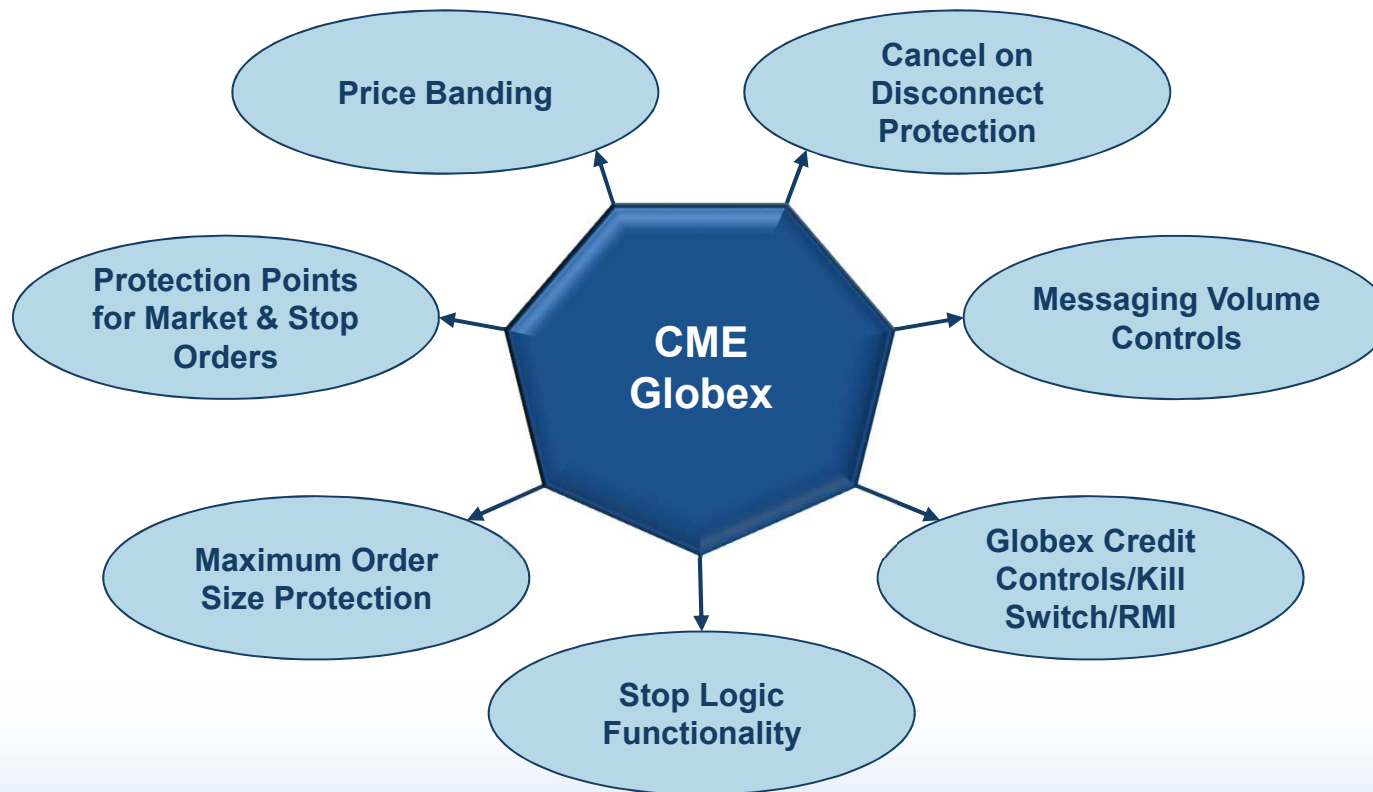 Price Banding
Cancel on
Disconnect
Protection
Protection Points
for Market & Stop
Orders
CME
Globex
Messaging Volume
Controls
Maximum Order
Size Protection
Globex Credit
Controls/Kill
Switch/RMI
Stop Logic
Functionality